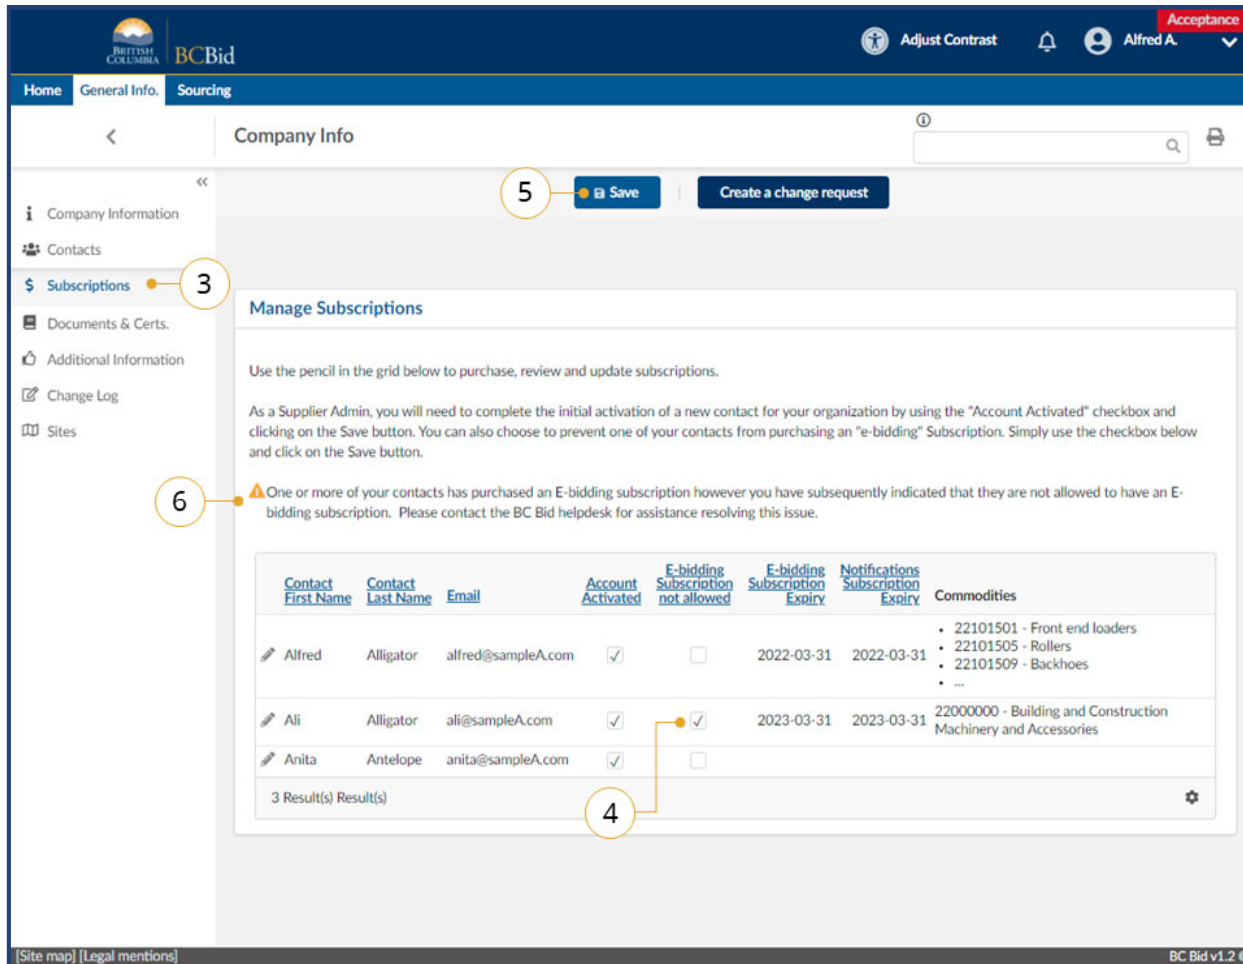 Acceptance
BRITISH
COLUMBIA
BCBid
Adjust Contrast
Alfred A.
Home General Info. Sourcing
Company Info
5
Save
Create a change request
Company Information
Contacts
Subscriptions
3
Documents & Certs.
Additional Information
Change Log
Sites
Manage Subscriptions
Use the pencil in the grid below to purchase, review and update subscriptions.
As a Supplier Admin, you will need to complete the initial activation of a new contact for your organization by using the "Account Activated" checkbox and
clicking on the Save button. You can also choose to prevent one of your contacts from purchasing an "e-bidding" Subscription. Simply use the checkbox below
and click on the Save button.
6
One or more of your contacts has purchased an E-bidding subscription however you have subsequently indicated that they are not allowed to have an E-
bidding subscription. Please contact the BC Bid helpdesk for assistance resolving this issue.
Contact First Name
Contact Last Name
Email
Account Activated
E-bidding Subscription not allowed
E-bidding Subscription Expiry
Notifications Subscription Expiry
Commodities
Alfred Alligator alfred@sampleA.com 2022-03-31 2022-03-31
• 22101501 - Front end loaders
• 22101505 - Rollers
• 22101509 - Backhoes
• ...
Ali Alligator ali@sampleA.com 2023-03-31 2023-03-31
22000000 - Building and Construction
Machinery and Accessories
Anita Antelope anita@sampleA.com
4
3 Result(s) Result(s)
[Site map] [Legal mentions]
BC Bid v1.2 ©